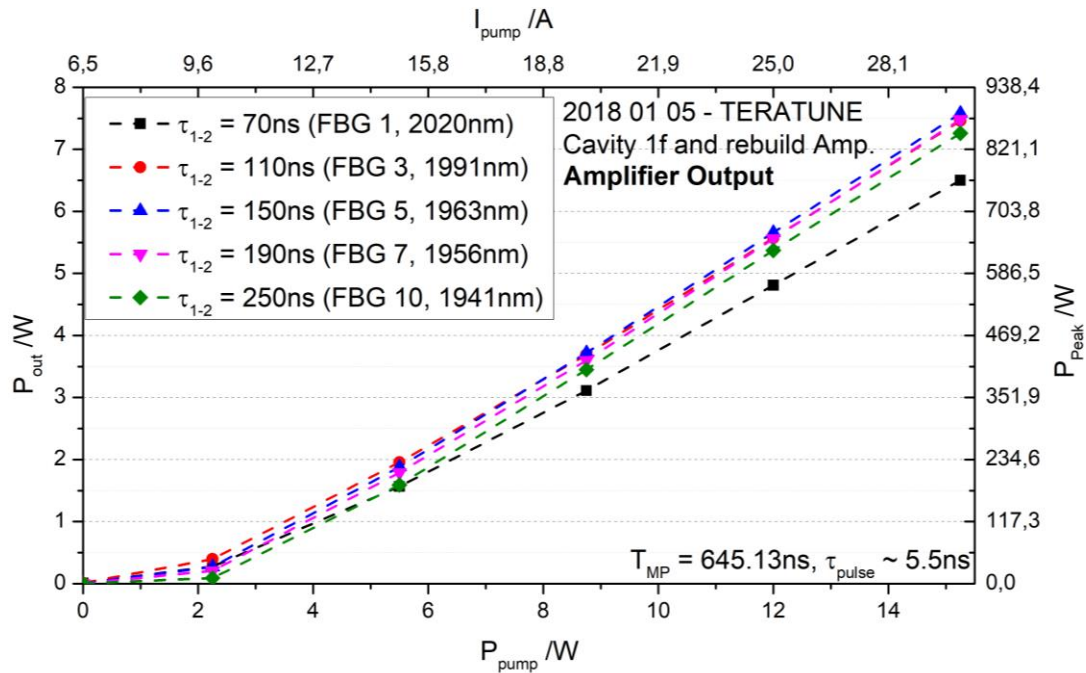 I_pump /A
6,5 9,6 12,7 15,8 18,8 21,9 25,0 28,1
8 938,4
τ_1-2 = 70ns (FBG 1, 2020nm)
τ_1-2 = 110ns (FBG 3, 1991nm)
τ_1-2 = 150ns (FBG 5, 1963nm)
τ_1-2 = 190ns (FBG 7, 1956nm)
τ_1-2 = 250ns (FBG 10, 1941nm)
2018 01 05 - TERATUNE
Cavity 1f and rebuild Amp.
Amplifier Output
7 821,1
6 703,8
5 586,5
4 469,2
3 351,9
2 234,6
1 117,3
0 0,0
P_out /W
P_Peak /W
T_MP = 645.13ns, τ_pulse ~ 5.5ns
0 2 4 6 8 10 12 14
P_pump /W